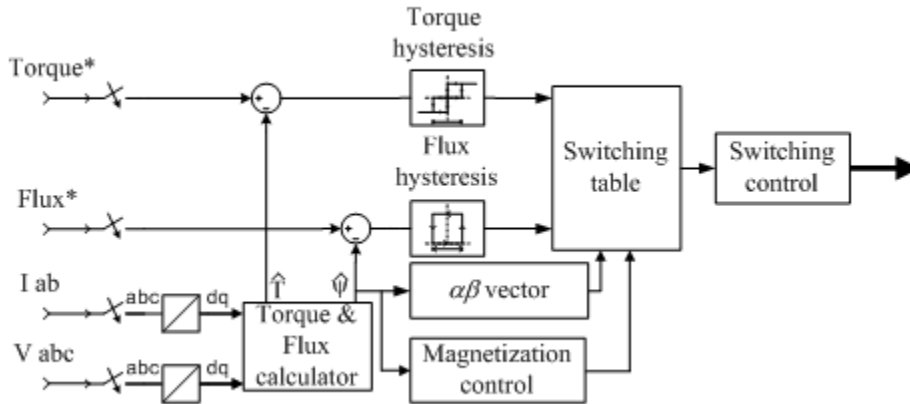 Torque
hysteresis
Torque*
Flux
hysteresis
Switching
table
Switching
control
Flux*
I ab
abc
dq
T̂
ψ̂
αβ vector
Torque &
Flux
calculator
V abc
abc
dq
Magnetization
control